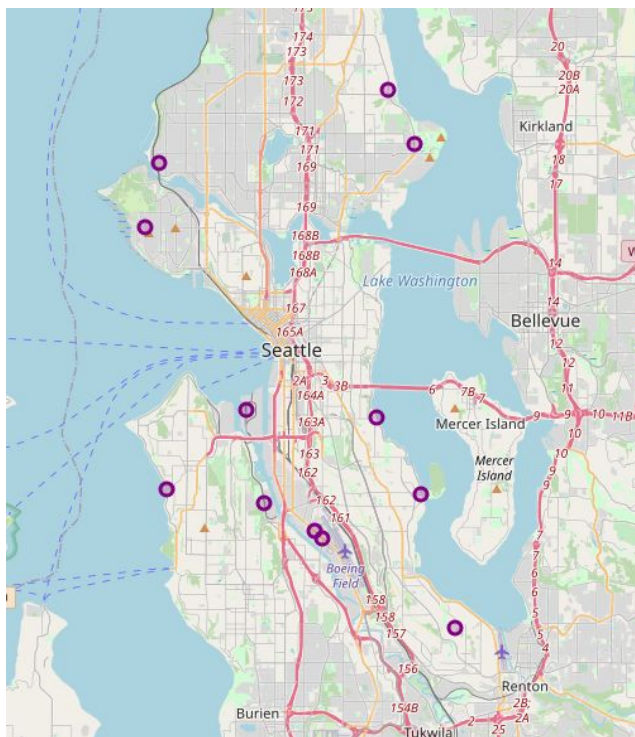 175
174
173
173
172
20
20B
20A
Kirkland
171
171
18
169
17
169
168B
168B
168A
W
14
Lake Washington
14
167
165A
Bellevue
12
Seattle
12
2A
3
3B
6
7B
7
11
164A
9
9
10
11B
163A
Mercer Island
10
163
10
162
Mercer
Island
9
9
162
161
7
7
Boeing
Field
6
6
158
158
5
157
5
4
156
Renton
154B
2
2B
2A
25
Burien
Tukwila